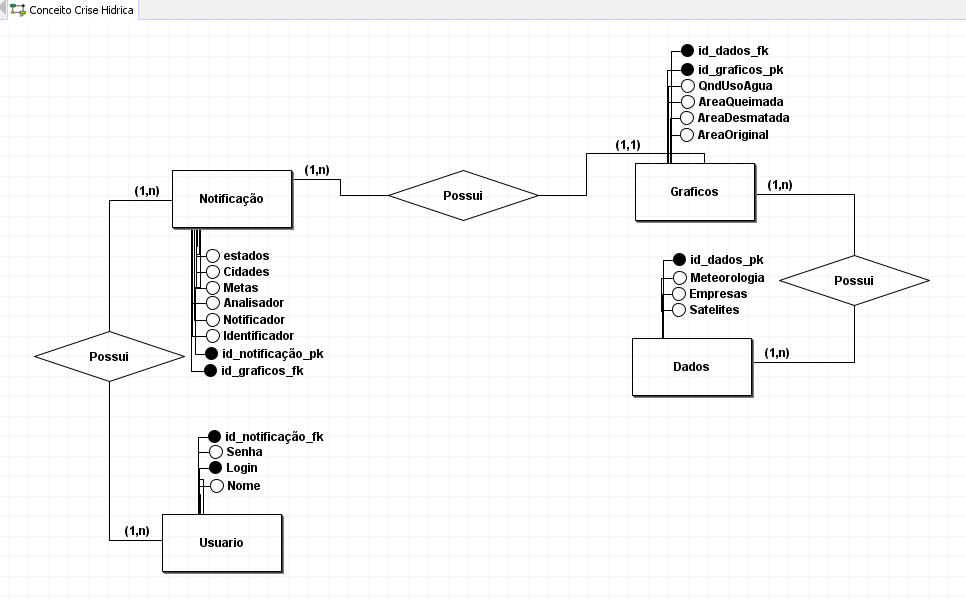 Conceito Crise Hidrica
id_dados_fk
id_graficos_pk
QndUsoAgua
AreaQueimada
AreaDesmatada
AreaOriginal
(1,1)
(1,n)
Possui
Graficos
(1,n)
(1,n)
Notificação
estados
Cidades
Metas
Analisador
Notificador
Identificador
id_notificação_pk
id_graficos_fk
id_dados_pk
Meteorologia
Empresas
Satelites
Possui
(1,n)
Dados
Possui
id_notificação_fk
Senha
Login
Nome
(1,n)
Usuario